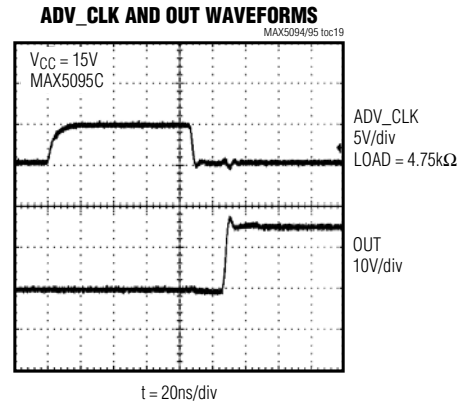 ADV_CLK AND OUT WAVEFORMS
MAX5094/95 toc19
VCC = 15V
MAX5095C
ADV_CLK
5V/div
LOAD = 4.75kΩ
OUT
10V/div
t = 20ns/div